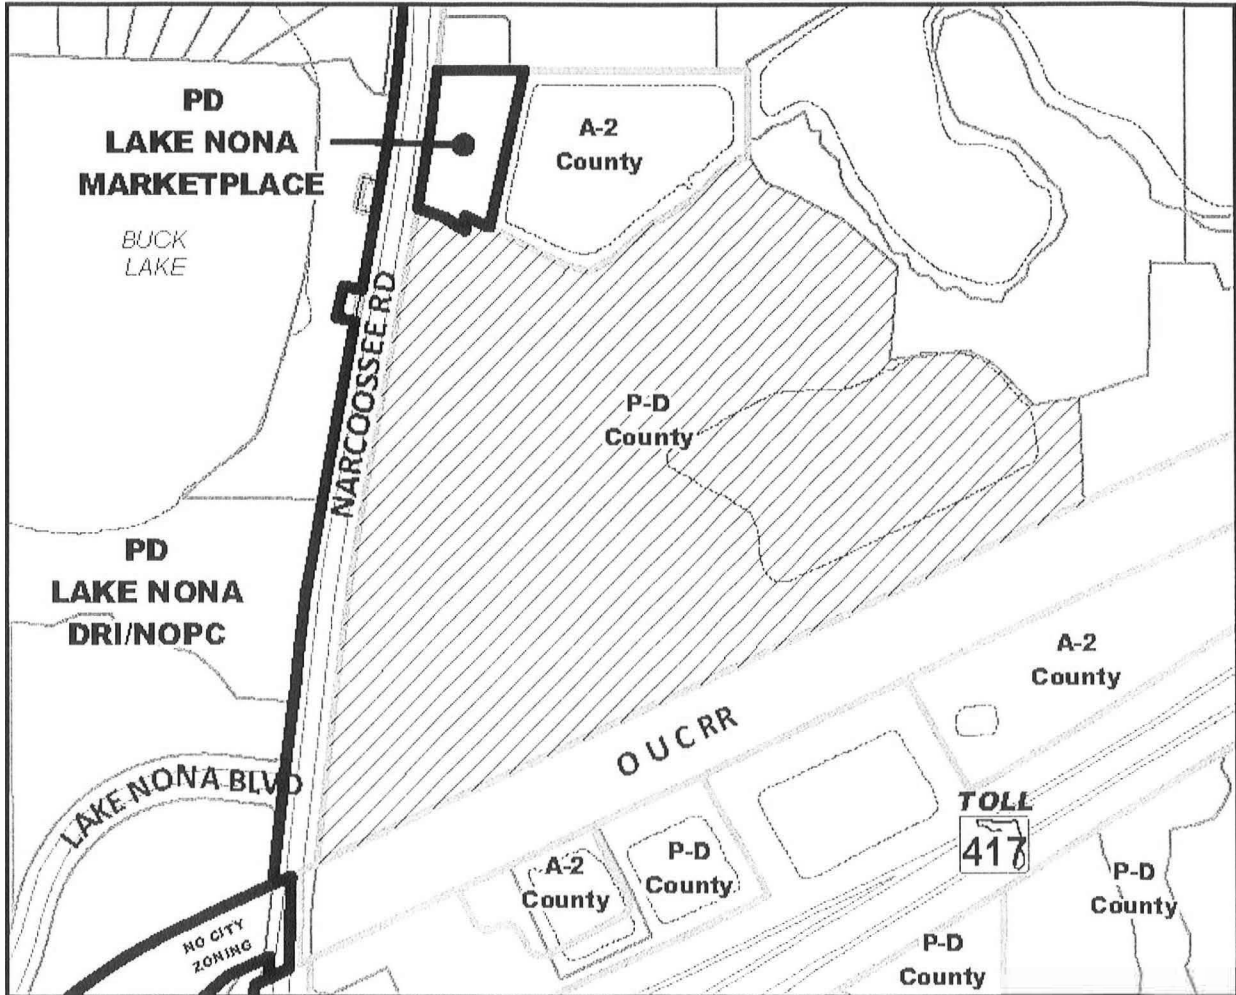 PD
LAKE NONA
MARKETPLACE
A-2
County
BUCK
LAKE
NARCOOSSEE RD
P-D
County
PD
LAKE NONA
DRI/NOPC
A-2
County
O U C RR
LAKE NONA BLVD
TOLL
417
A-2
County
P-D
County
P-D
County
NO CITY
ZONING
P-D
County